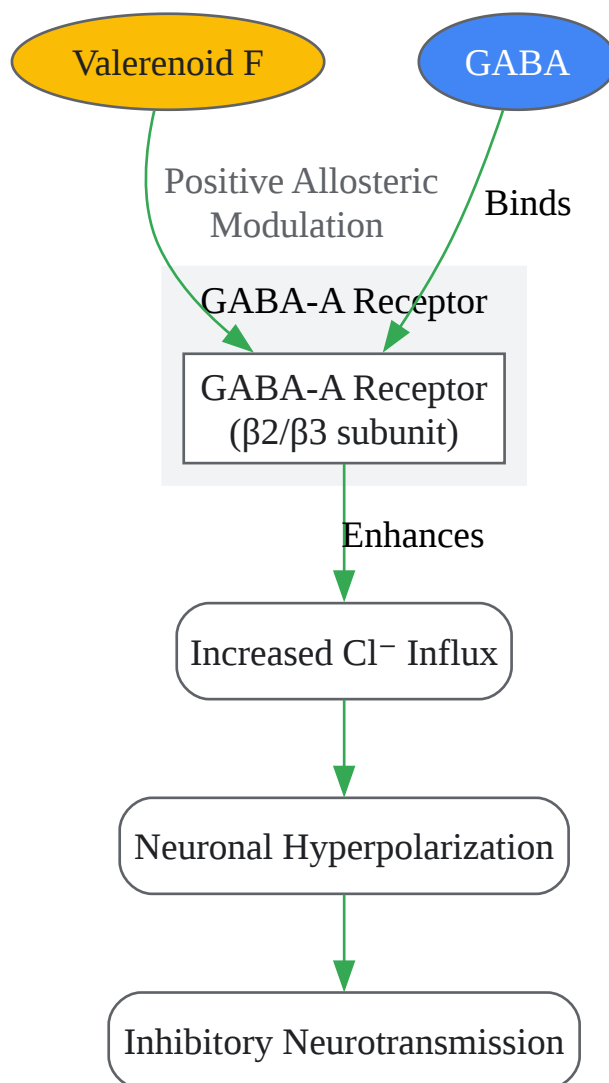 Valerenoid F
GABA
Positive Allosteric
Modulation
Binds
GABA-A Receptor
GABA-A Receptor
(β2/β3 subunit)
Enhances
Increased Cl⁻ Influx
Neuronal Hyperpolarization
Inhibitory Neurotransmission